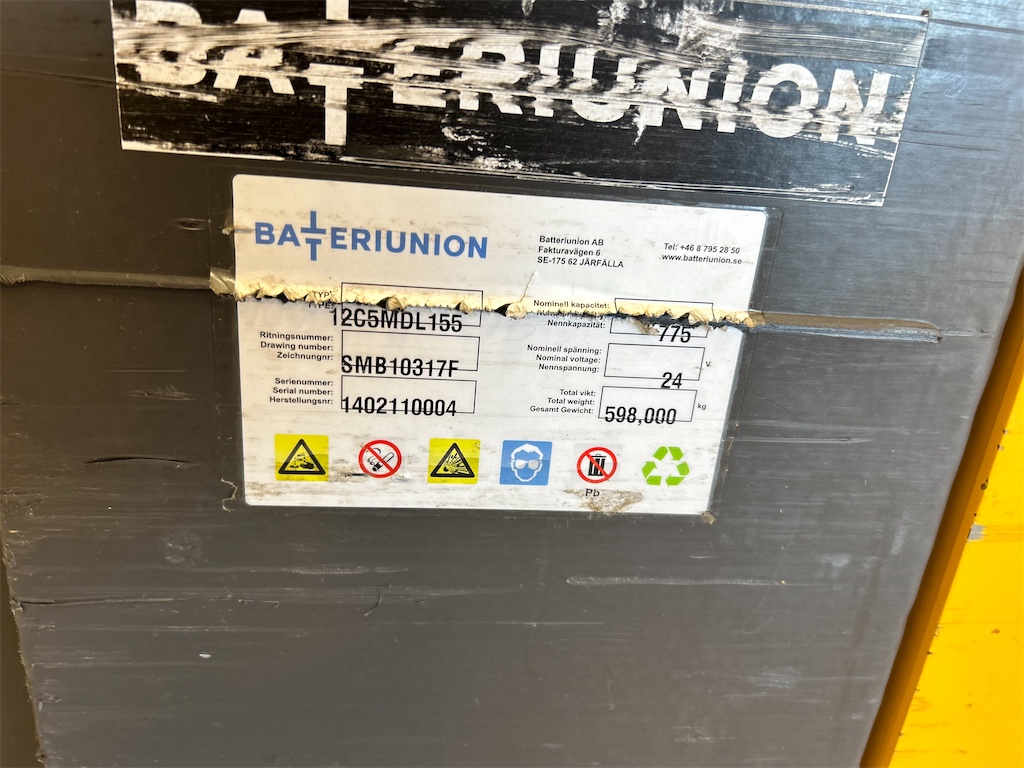 BATTERIUNION
BATTERIUNION
Batteriunion AB
Fakturavägen 6
SE-175 62 JÄRFÄLLA
Tel: +46 8 795 28 50
www.batteriunion.se
12C5MDL155
Ritningsnummer:
Drawing number:
Zeichnungnr:
SMB10317F
Serienummer:
Serial number:
Herstellungsnr:
1402110004
Nominell kapacitet:
Nennkapazität:
775
Nominell spänning:
Nominal voltage:
Nennspannung:
24
V
Total vikt:
Total weight:
Gesamt Gewicht:
598,000
kg
Pb